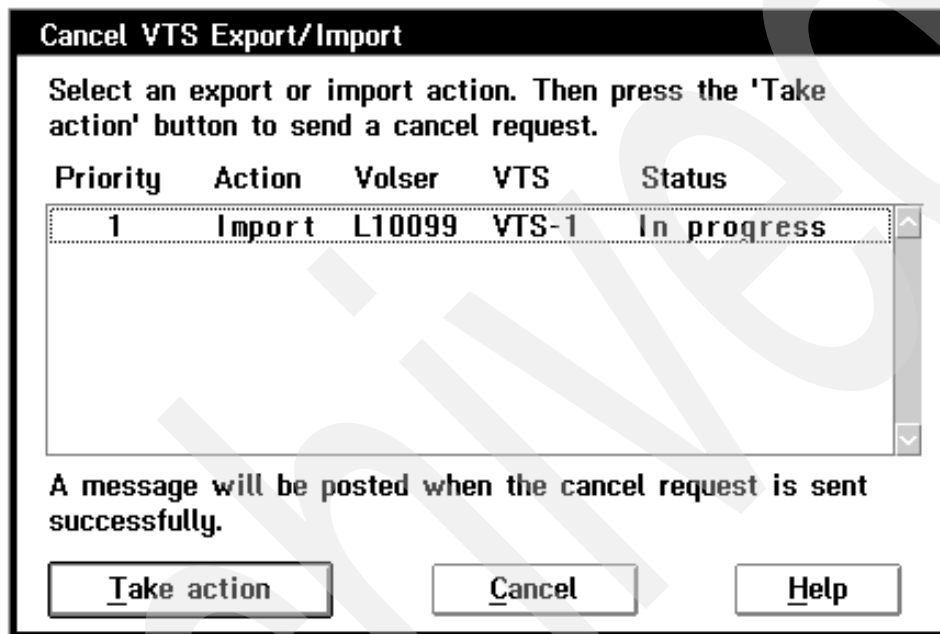 Cancel VTS Export/Import
Select an export or import action. Then press the 'Take
action' button to send a cancel request.
Priority Action Volser VTS Status
1 Import L10099 VTS-1 In progress
A message will be posted when the cancel request is sent
successfully.
Take action Cancel Help